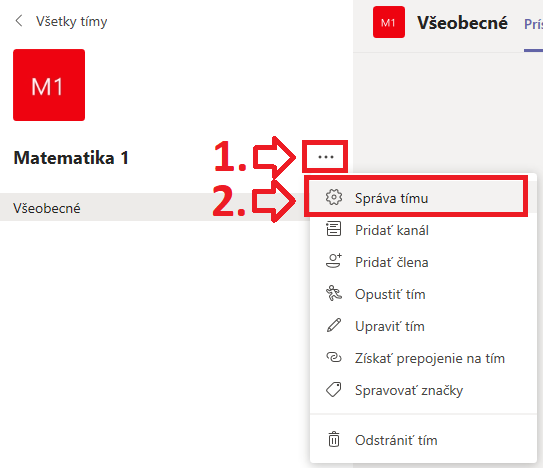 Všetky tímy
M1
Matematika 1
Všeobecné
M1 Všeobecné Prís
1. ...
2. Správa tímu
Pridať kanál
Pridať člena
Opustiť tím
Upraviť tím
Získať prepojenie na tím
Spravovať značky
Odstrániť tím